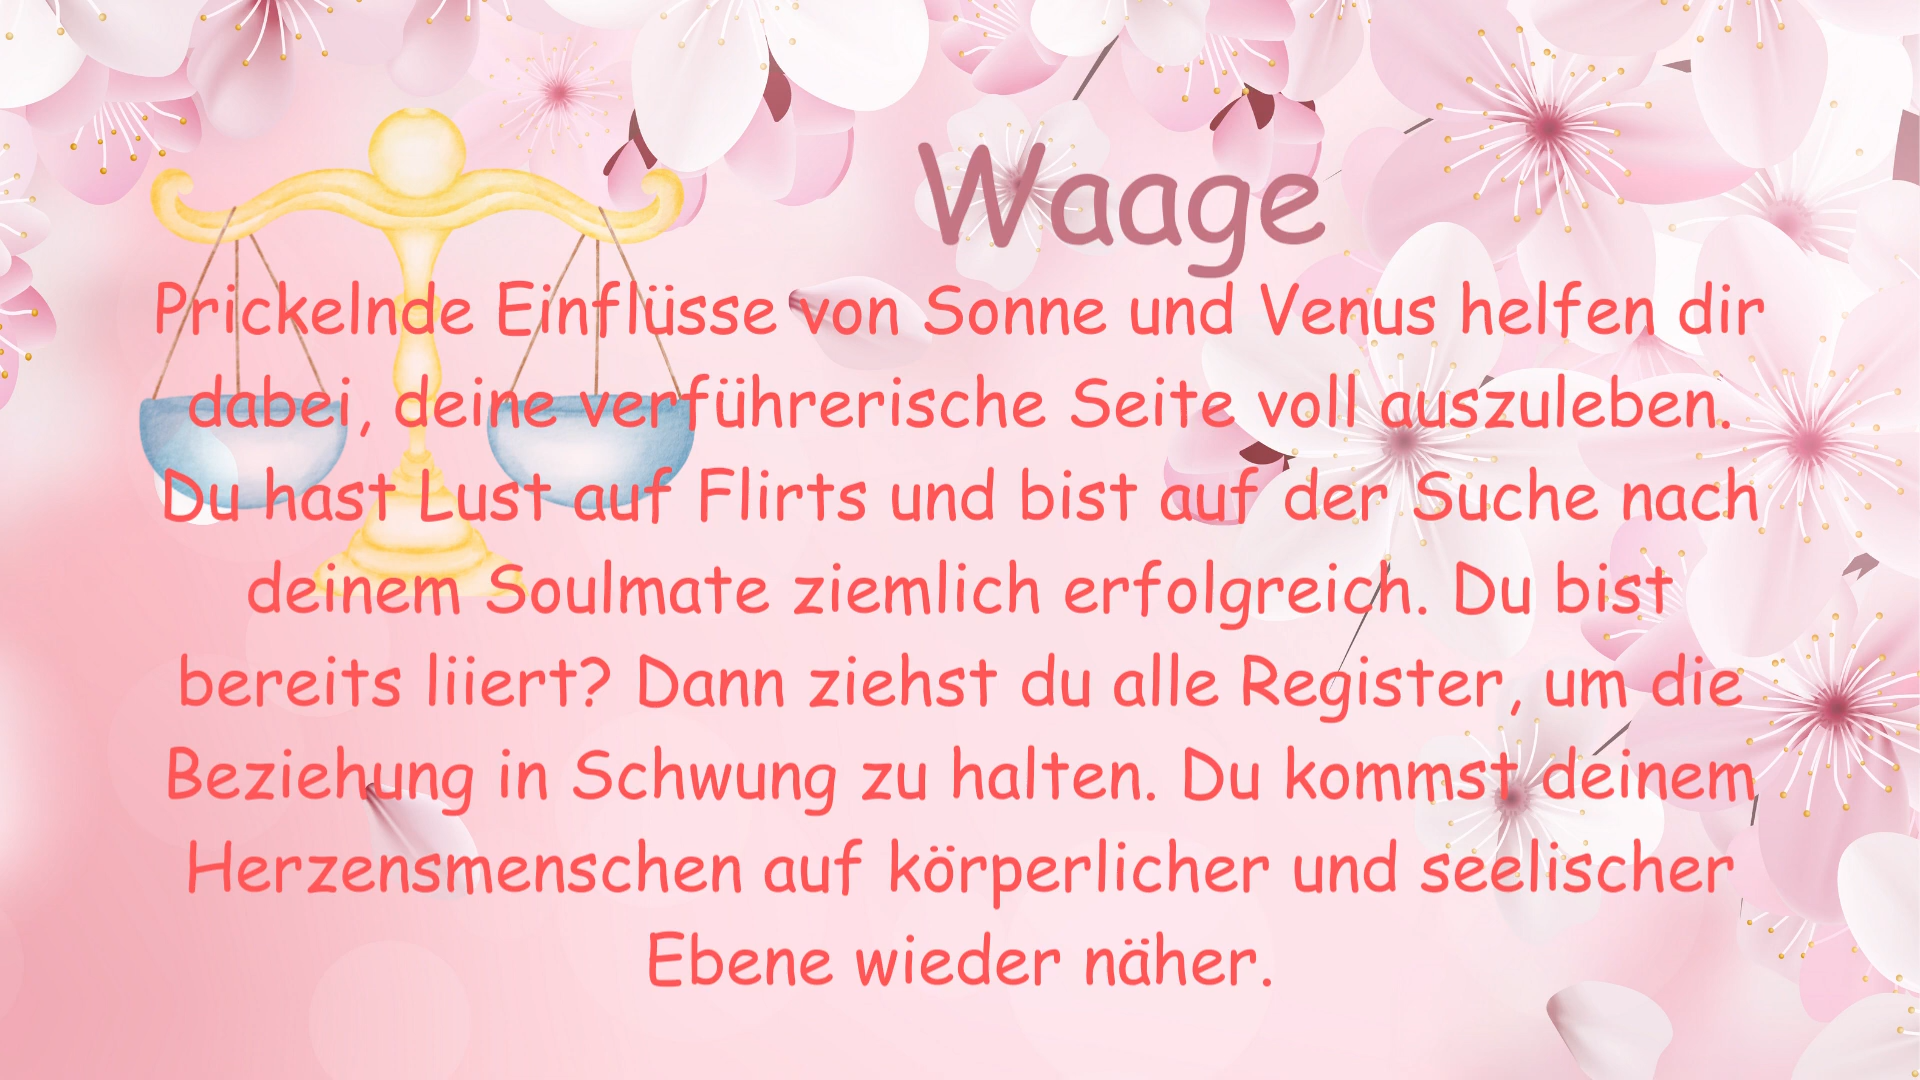 Waage
Prickelnde Einflüsse von Sonne und Venus helfen dir
dabei, deine verführerische Seite voll auszuleben.
Du hast Lust auf Flirts und bist auf der Suche nach
deinem Soulmate ziemlich erfolgreich. Du bist
bereits liiert? Dann ziehst du alle Register, um die
Beziehung in Schwung zu halten. Du kommst deinem
Herzensmenschen auf körperlicher und seelischer
Ebene wieder näher.